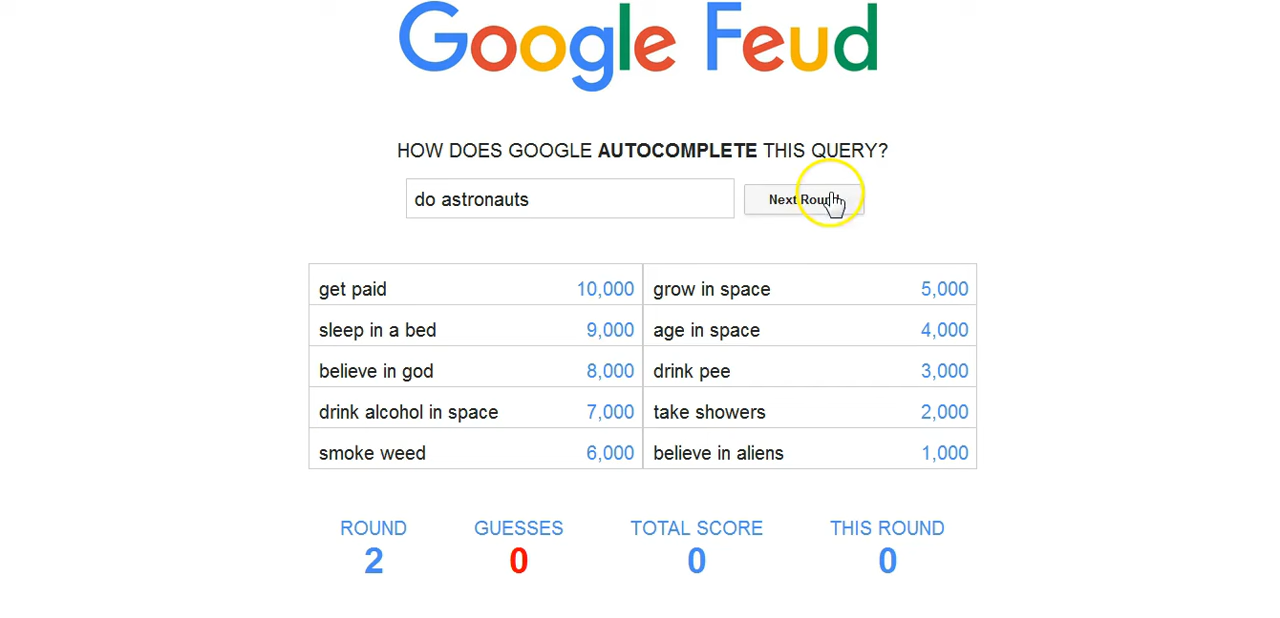 Google Feud
HOW DOES GOOGLE AUTOCOMPLETE THIS QUERY?
do astronauts
Next Round
get paid 10,000 grow in space 5,000
sleep in a bed 9,000 age in space 4,000
believe in god 8,000 drink pee 3,000
drink alcohol in space 7,000 take showers 2,000
smoke weed 6,000 believe in aliens 1,000
ROUND GUESSES TOTAL SCORE THIS ROUND
2 0 0 0